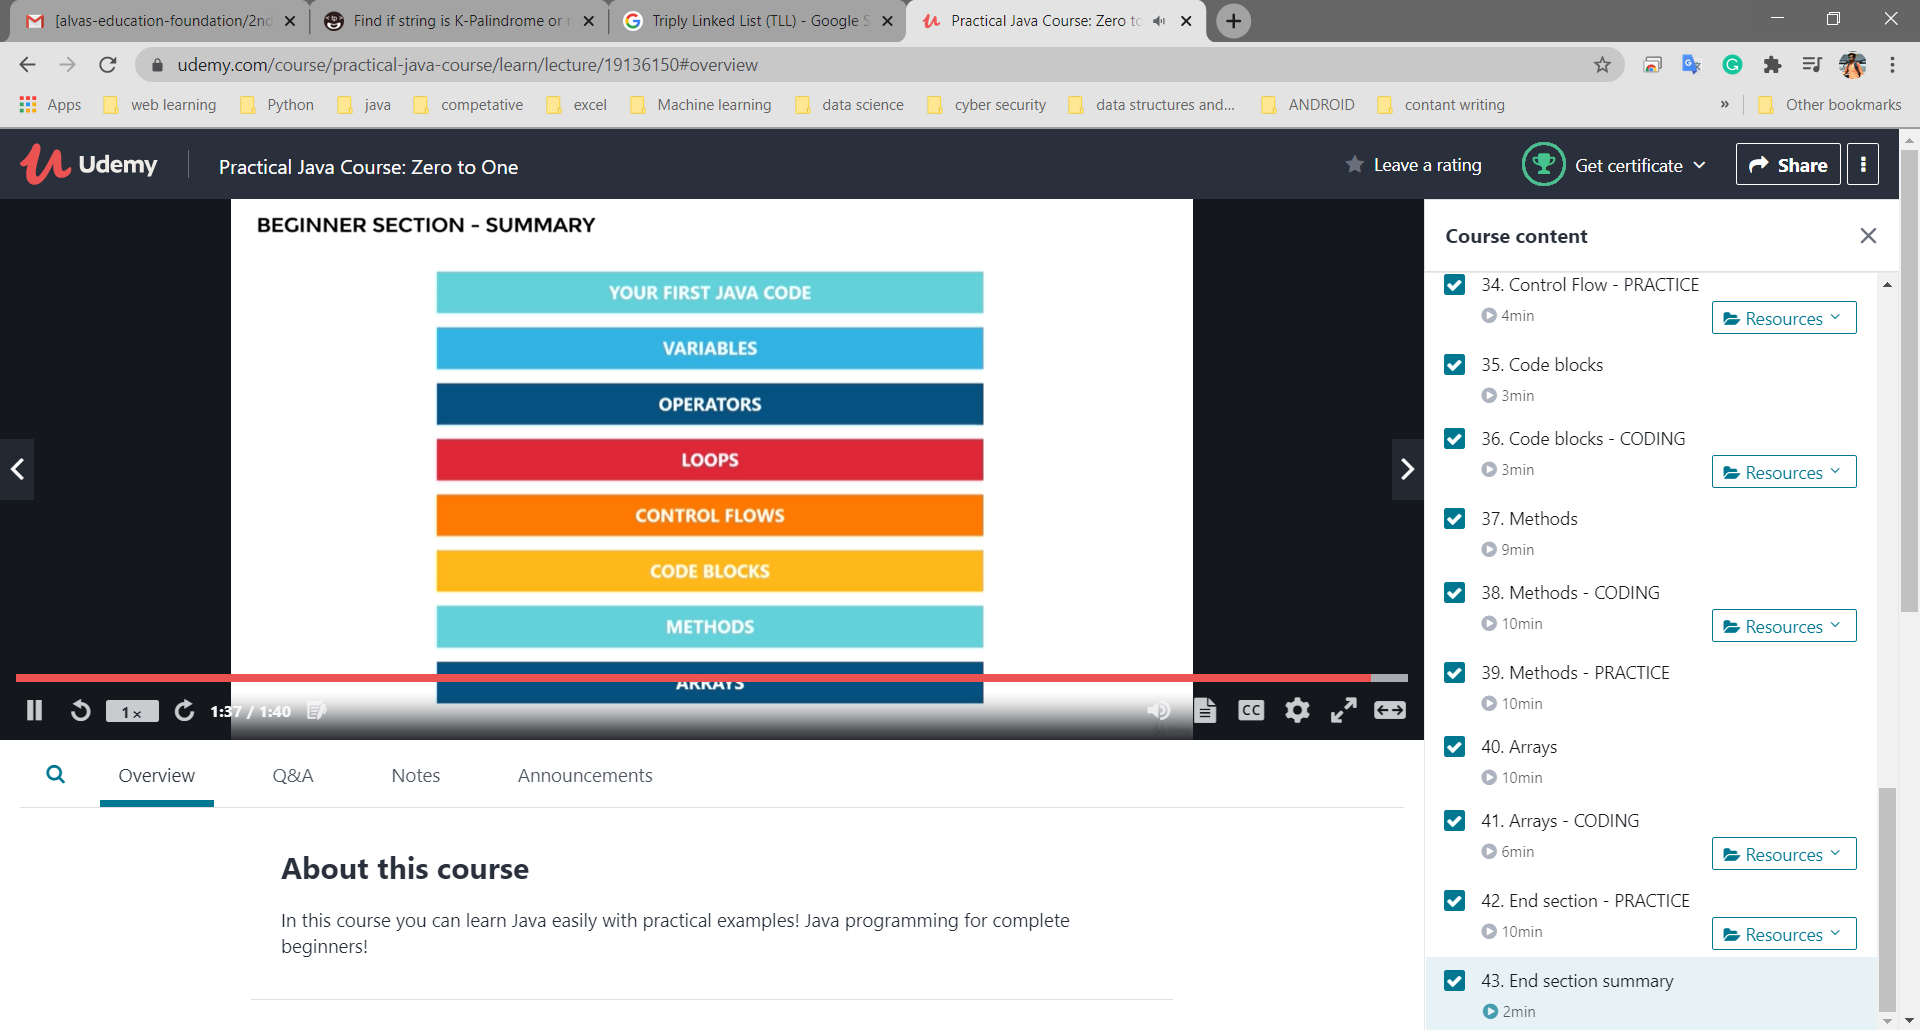 [alvas-education-foundation/2nd
Find if string is K-Palindrome or n
Triply Linked List (TLL) - Google S
Practical Java Course: Zero to
udemy.com/course/practical-java-course/learn/lecture/19136150#overview
Apps
web learning
Python
java
competative
excel
Machine learning
data science
cyber security
data structures and...
ANDROID
contant writing
»
Other bookmarks
Udemy
Practical Java Course: Zero to One
Leave a rating
Get certificate
Share
BEGINNER SECTION - SUMMARY
YOUR FIRST JAVA CODE
VARIABLES
OPERATORS
LOOPS
CONTROL FLOWS
CODE BLOCKS
METHODS
ARRAYS
1x
1:37 / 1:40
CC
Course content
34. Control Flow - PRACTICE
4min
Resources
35. Code blocks
3min
36. Code blocks - CODING
3min
Resources
37. Methods
9min
38. Methods - CODING
10min
Resources
39. Methods - PRACTICE
10min
40. Arrays
10min
41. Arrays - CODING
6min
Resources
42. End section - PRACTICE
10min
Resources
43. End section summary
2min
Overview
Q&A
Notes
Announcements
About this course
In this course you can learn Java easily with practical examples! Java programming for complete
beginners!